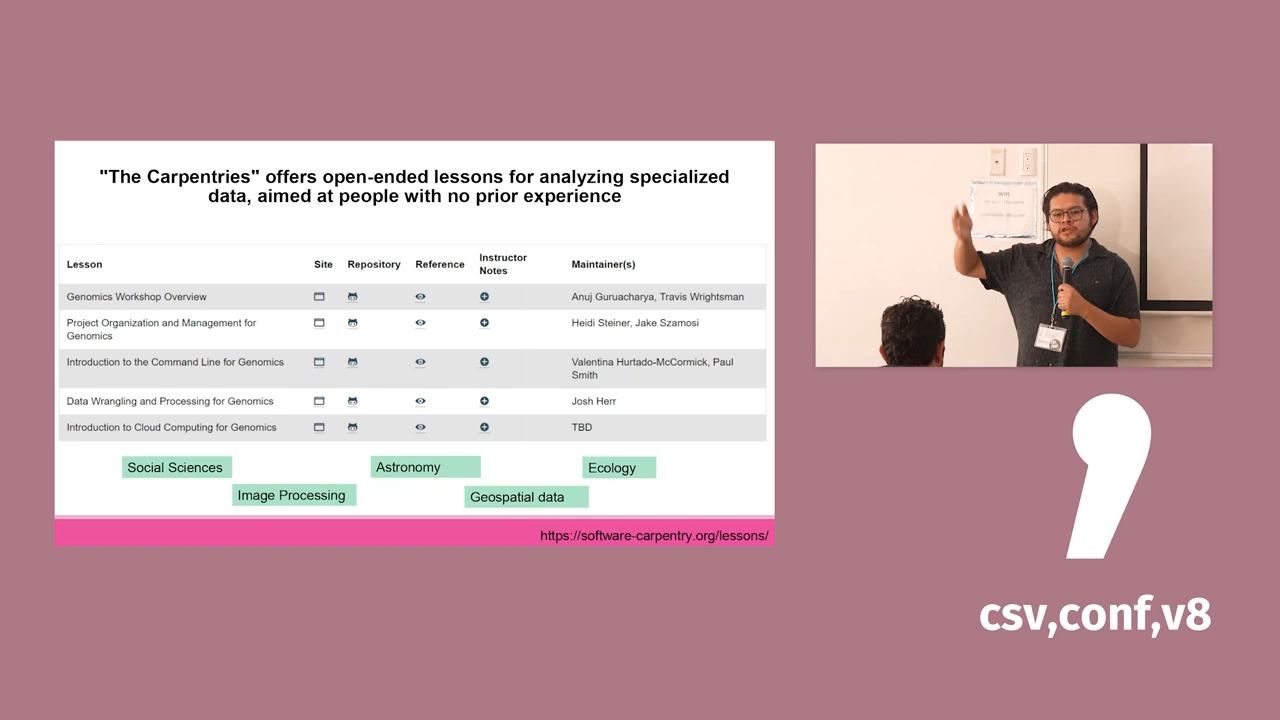 "The Carpentries" offers open-ended lessons for analyzing specialized
data, aimed at people with no prior experience
Lesson Site Repository Reference Instructor Notes Maintainer(s)
Genomics Workshop Overview Anuj Guruacharya, Travis Wrightsman
Project Organization and Management for Heidi Steiner, Jake Szamosi
Genomics
Introduction to the Command Line for Genomics Valentina Hurtado-McCormick, Paul
Smith
Data Wrangling and Processing for Genomics Josh Herr
Introduction to Cloud Computing for Genomics TBD
Social Sciences Astronomy Ecology
Image Processing Geospatial data
https://software-carpentry.org/lessons/
WIFI
csv,conf,v8